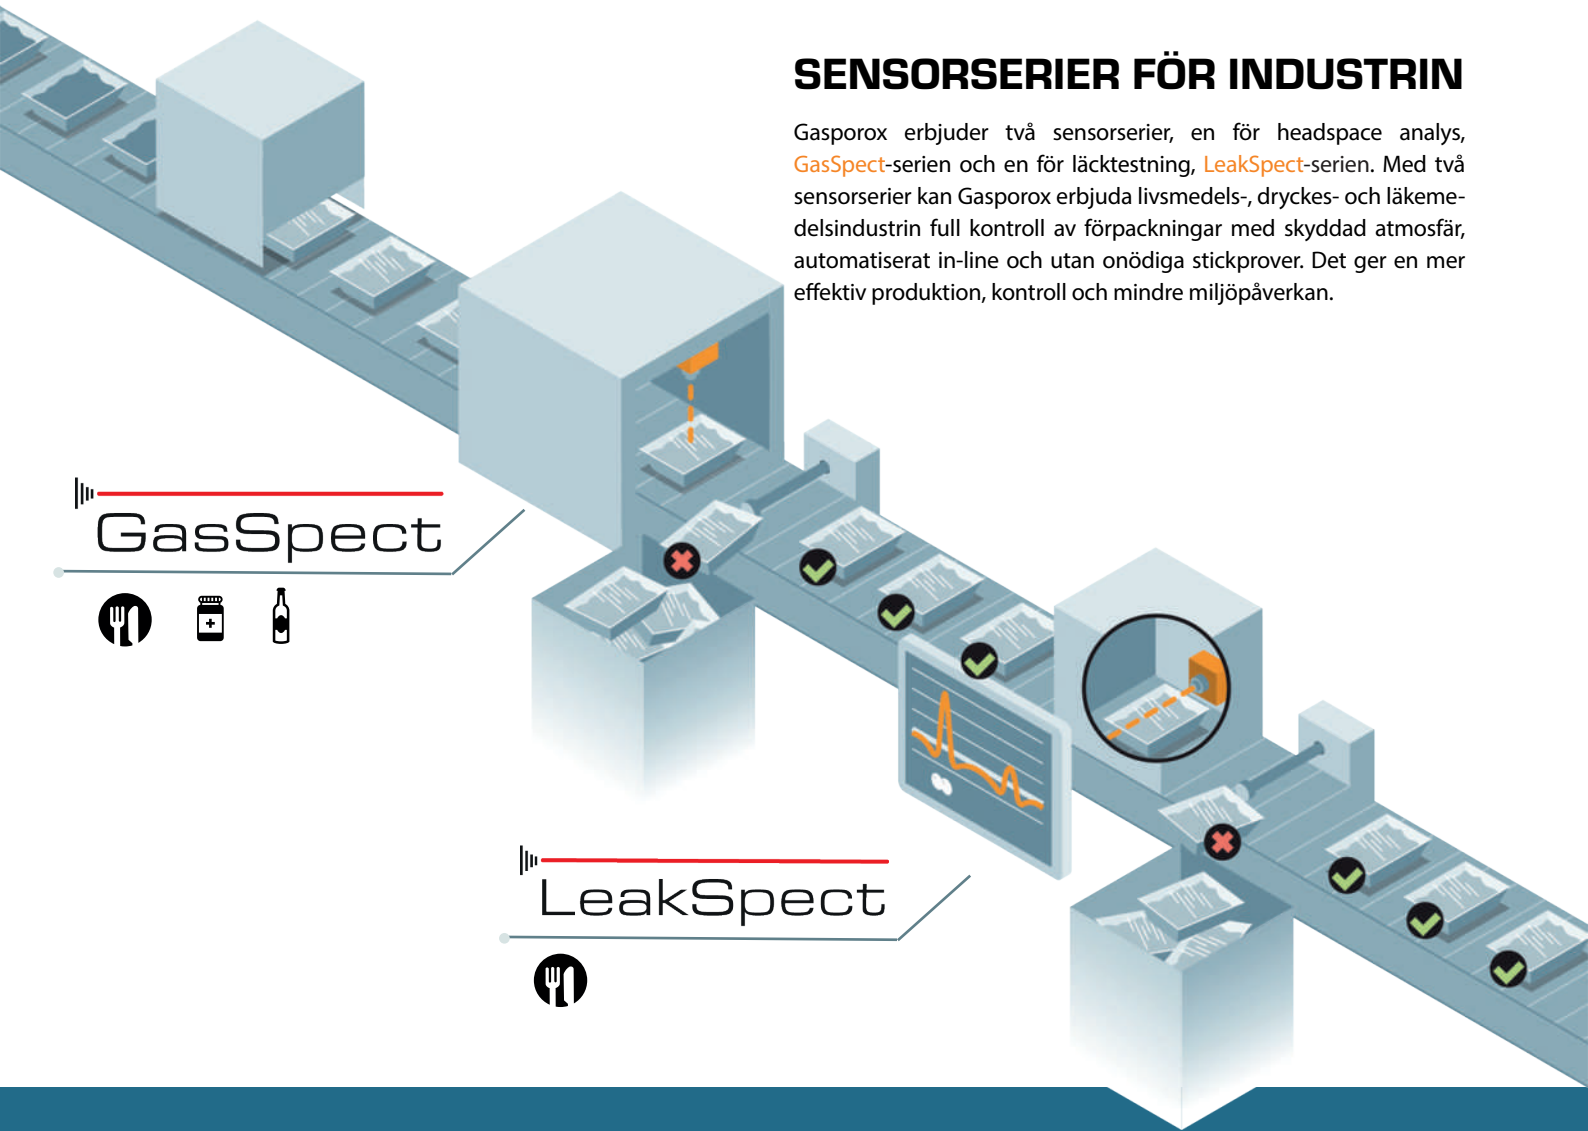 SENSORSERIER FÖR INDUSTRIN
Gasporox erbjuder två sensorserier, en för headspace analys,
GasSpect-serien och en för läcktestning, LeakSpect-serien. Med två
sensorserier kan Gasporox erbjuda livsmedels-, dryckes- och läkeme-
delsindustrin full kontroll av förpackningar med skyddad atmosfär,
automatiserat in-line och utan onödiga stickprover. Det ger en mer
effektiv produktion, kontroll och mindre miljöpåverkan.
GasSpect
LeakSpect